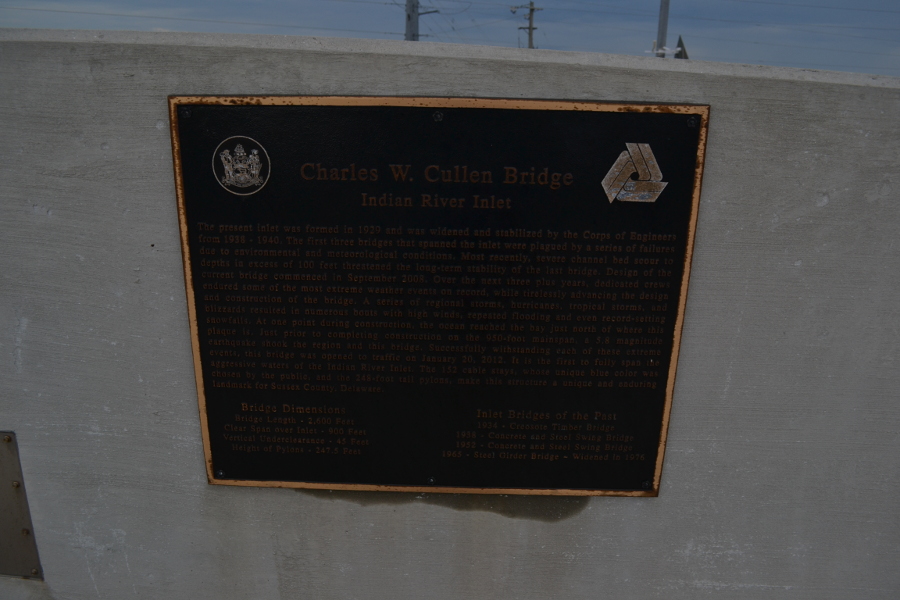 Charles W. Cullen Bridge
Indian River Inlet
The present inlet was formed in 1929 and was widened and stabilized by the Corps of Engineers
from 1938 - 1940. The first three bridges that spanned the inlet were plagued by a series of failures
due to environmental and meteorological conditions. Most recently, severe channel bed scour to
depths in excess of 100 feet threatened the long-term stability of the last bridge. Design of the
current bridge commenced in September 2008. Over the next three plus years, dedicated crews
endured some of the most extreme weather events on record, while tirelessly advancing the design
and construction of the bridge. A series of regional storms, hurricanes, tropical storms, and
blizzards resulted in numerous bouts with high winds, repeated flooding and even record-setting
snowfalls. At one point during construction, the ocean reached the bay just north of where this
plaque is. Just prior to completing construction on the 950-foot mainspan, a 5.8 magnitude
earthquake shook the region and this bridge. Successfully withstanding each of these extreme
events, this bridge was opened to traffic on January 20, 2012. It is the first to fully span the
aggressive waters of the Indian River Inlet. The 152 cable stays, whose unique blue color was
chosen by the public, and the 248-foot tall pylons, make this structure a unique and enduring
landmark for Sussex County, Delaware.
Bridge Dimensions
Bridge Length - 2,600 Feet
Clear Span over Inlet - 900 Feet
Vertical Underclearance - 45 Feet
Height of Pylons - 247.5 Feet
Inlet Bridges of the Past
1934 - Creosote Timber Bridge
1938 - Concrete and Steel Swing Bridge
1952 - Concrete and Steel Swing Bridge
1965 - Steel Girder Bridge - Widened in 1976